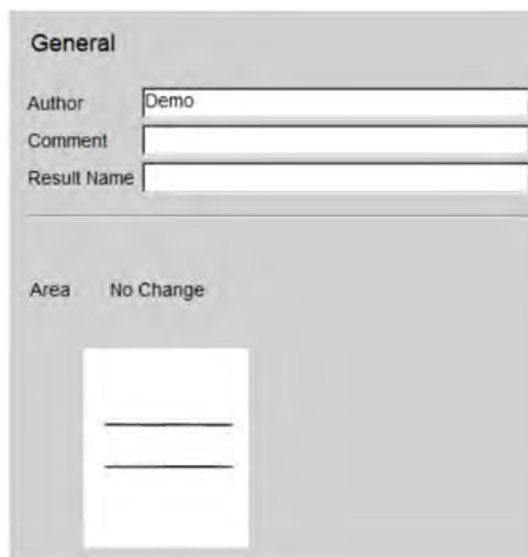 General
Author Demo
Comment
Result Name
Area No Change